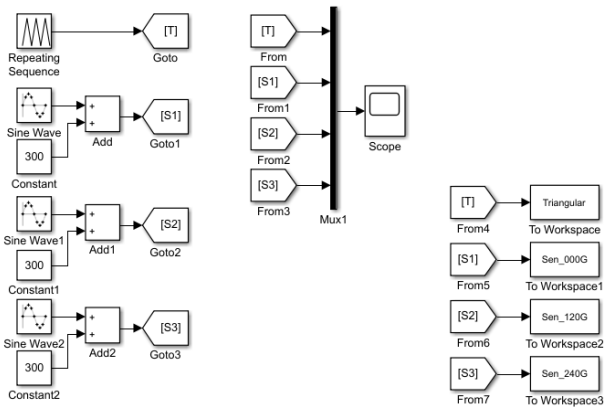 Repeating
Sequence
[T]
Goto
Sine Wave
+
+
Add
300
Constant
[S1]
Goto1
Sine Wave1
+
+
Add1
300
Constant1
[S2]
Goto2
Sine Wave2
+
+
Add2
300
Constant2
[S3]
Goto3
[T]
From
[S1]
From1
[S2]
From2
[S3]
From3
Mux1
Scope
[T]
From4
Triangular
To Workspace
[S1]
From5
Sen_000G
To Workspace1
[S2]
From6
Sen_120G
To Workspace2
[S3]
From7
Sen_240G
To Workspace3